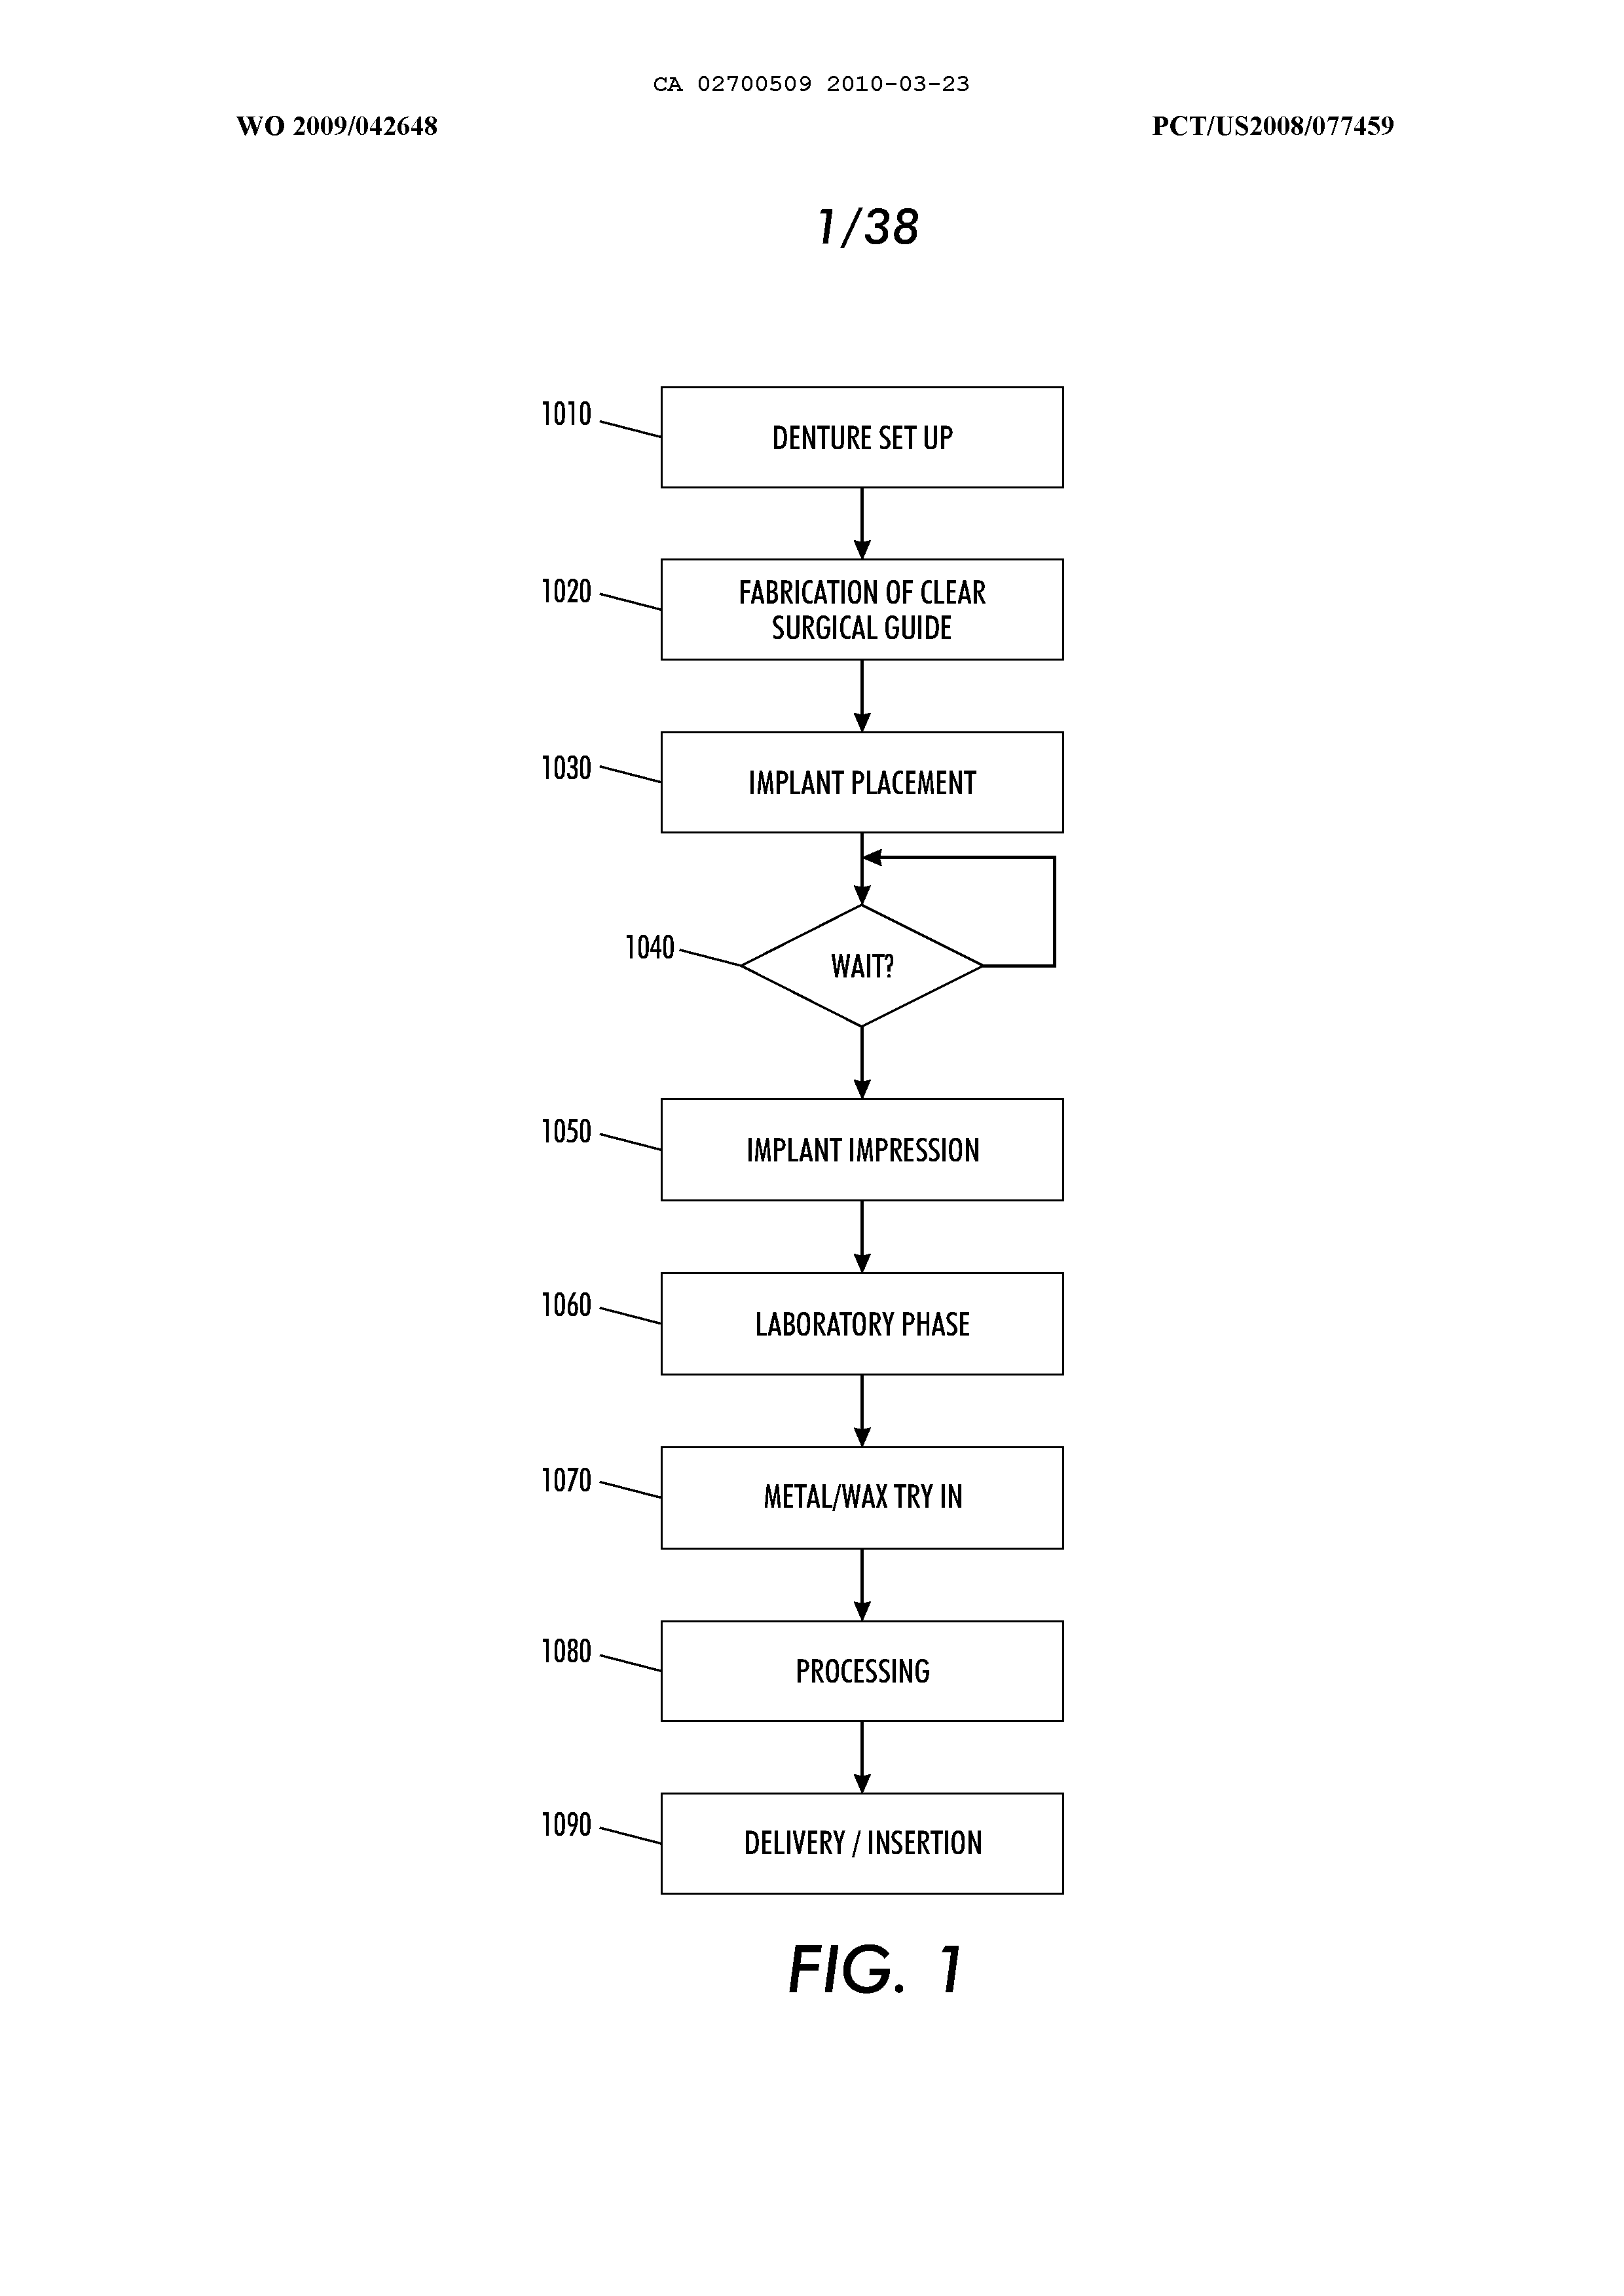 CA 02700509 2010-03-23
WO 2009/042648
PCT/US2008/077459
1/38
1010
DENTURE SET UP
1020
FABRICATION OF CLEAR
SURGICAL GUIDE
1030
IMPLANT PLACEMENT
1040
WAIT?
1050
IMPLANT IMPRESSION
1060
LABORATORY PHASE
1070
METAL/WAX TRY IN
1080
PROCESSING
1090
DELIVERY / INSERTION
FIG. 1